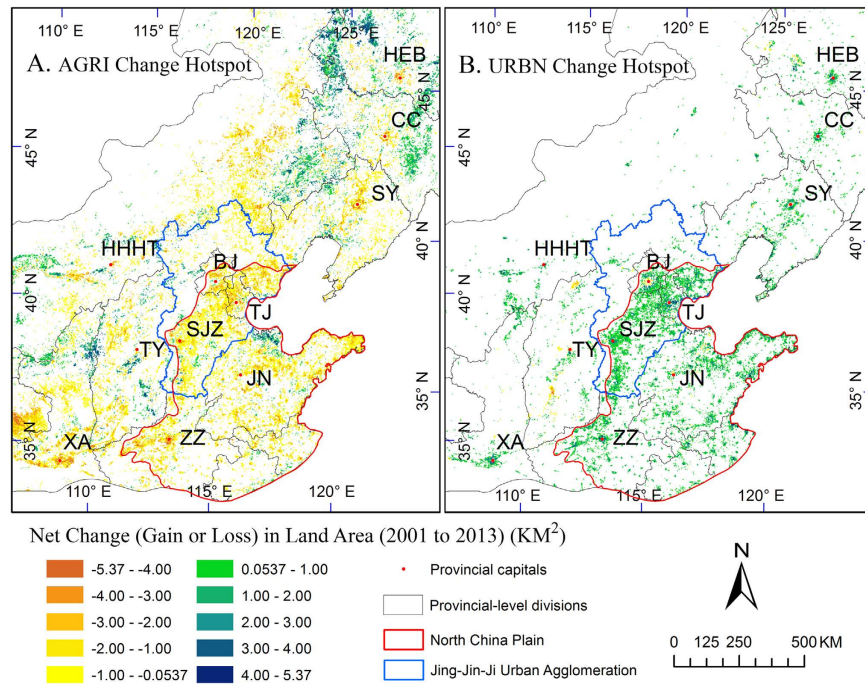 110° E
115° E
120° E
125° E
A. AGRI Change Hotspot
HEB
CC
SY
HHHT
BJ
TJ
SJZ
TY
JN
XA
ZZ
45° N
40° N
35° N
45° N
40° N
35° N
110° E
115° E
120° E
110° E
115° E
120° E
125° E
B. URBN Change Hotspot
HEB
CC
SY
HHHT
BJ
TJ
SJZ
TY
JN
XA
ZZ
45° N
40° N
35° N
45° N
40° N
35° N
110° E
115° E
120° E
Net Change (Gain or Loss) in Land Area (2001 to 2013) (KM²)
-5.37 - -4.00
-4.00 - -3.00
-3.00 - -2.00
-2.00 - -1.00
-1.00 - -0.0537
0.0537 - 1.00
1.00 - 2.00
2.00 - 3.00
3.00 - 4.00
4.00 - 5.37
Provincial capitals
Provincial-level divisions
North China Plain
Jing-Jin-Ji Urban Agglomeration
N
0 125 250 500 KM